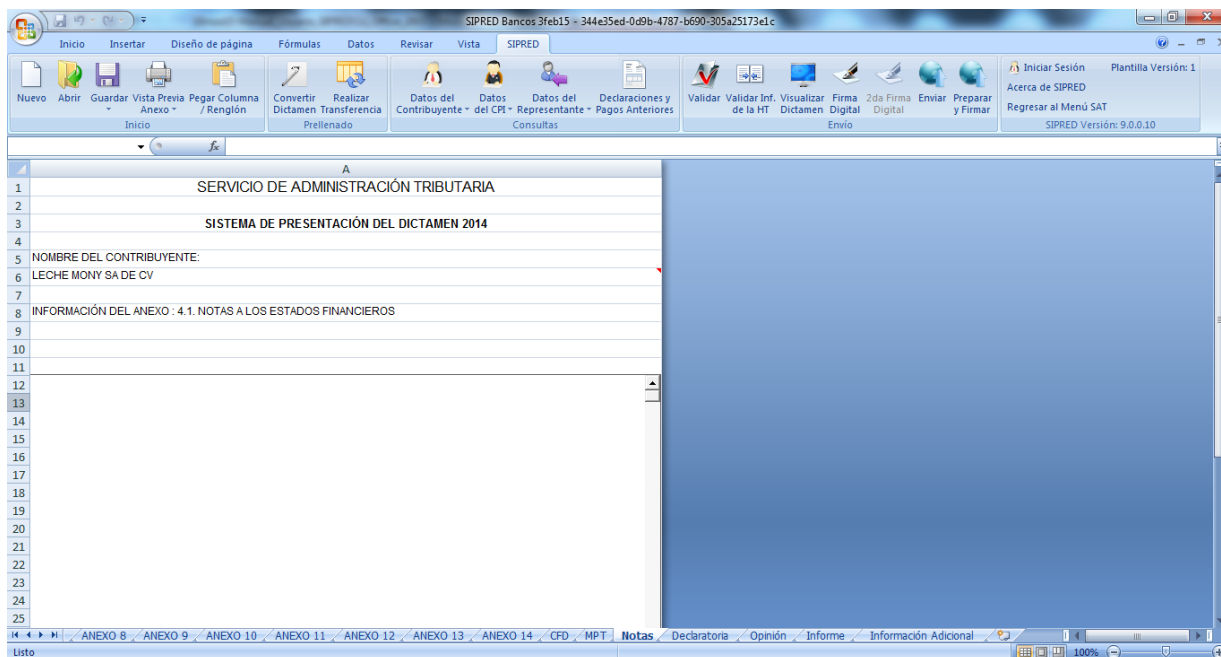 SIPRED Bancos 3feb15 - 344e35ed-0d9b-4787-b690-305a25173e1c
Inicio Insertar Diseño de página Fórmulas Datos Revisar Vista SIPRED
Nuevo Abrir Guardar Vista Previa Anexo Pegar Columna / Renglón
Inicio
Convertir Dictamen Realizar Transferencia
Prellenado
Datos del Contribuyente Datos del CPI Datos del Representante Declaraciones y Pagos Anteriores
Consultas
Validar Validar Inf. de la HT Visualizar Dictamen Firma Digital 2da Firma Digital Enviar Preparar y Firmar
Envío
Iniciar Sesión Plantilla Versión: 1
Acerca de SIPRED
Regresar al Menú SAT
SIPRED Versión: 9.0.0.10
fx
A
1 SERVICIO DE ADMINISTRACIÓN TRIBUTARIA
2
3 SISTEMA DE PRESENTACIÓN DEL DICTAMEN 2014
4
5 NOMBRE DEL CONTRIBUYENTE:
6 LECHE MONY SA DE CV
7
8 INFORMACIÓN DEL ANEXO : 4.1. NOTAS A LOS ESTADOS FINANCIEROS
9
10
11
12
13
14
15
16
17
18
19
20
21
22
23
24
25
ANEXO 8 ANEXO 9 ANEXO 10 ANEXO 11 ANEXO 12 ANEXO 13 ANEXO 14 CFD MPT Notas Declaratoria Opinión Informe Información Adicional
Listo 100%